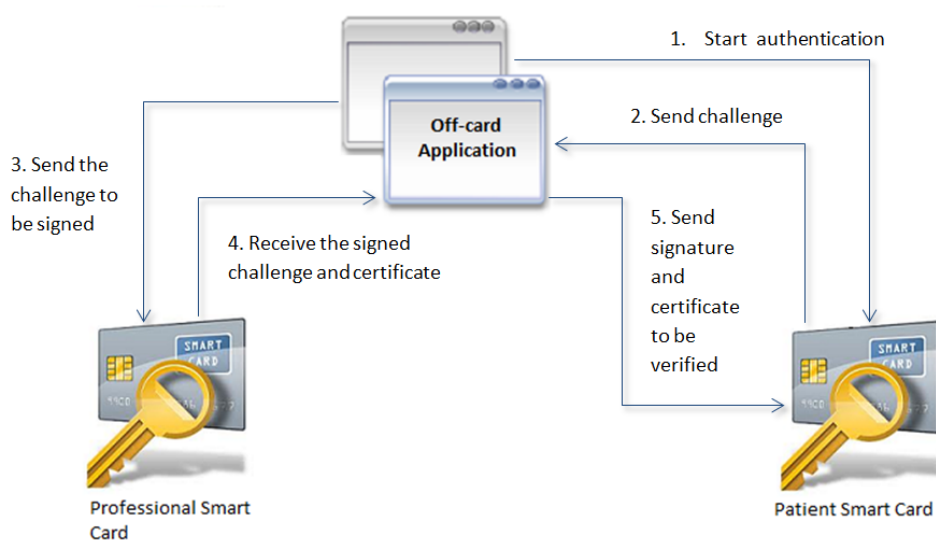 1. Start authentication
2. Send challenge
Off-card
Application
3. Send the
challenge to
be signed
4. Receive the signed
challenge and certificate
5. Send
signature
and
certificate
to be
verified
SMART
CARD
SMART
CARD
Professional Smart
Card
Patient Smart Card